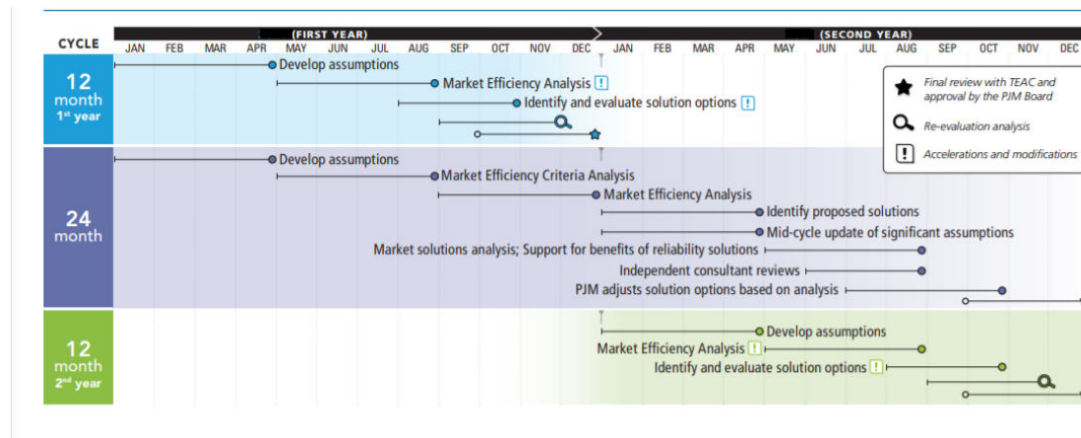 (FIRST YEAR) (SECOND YEAR)
CYCLE JAN FEB MAR APR MAY JUN JUL AUG SEP OCT NOV DEC JAN FEB MAR APR MAY JUN JUL AUG SEP OCT NOV DEC
12
month
1st year
Develop assumptions
Market Efficiency Analysis !
Identify and evaluate solution options !
Final review with TEAC and
approval by the PJM Board
Re-evaluation analysis
! Accelerations and modifications
24
month
Develop assumptions
Market Efficiency Criteria Analysis
Market Efficiency Analysis
Identify proposed solutions
Mid-cycle update of significant assumptions
Market solutions analysis; Support for benefits of reliability solutions
Independent consultant reviews
PJM adjusts solution options based on analysis
12
month
2nd year
Develop assumptions
Market Efficiency Analysis !
Identify and evaluate solution options !